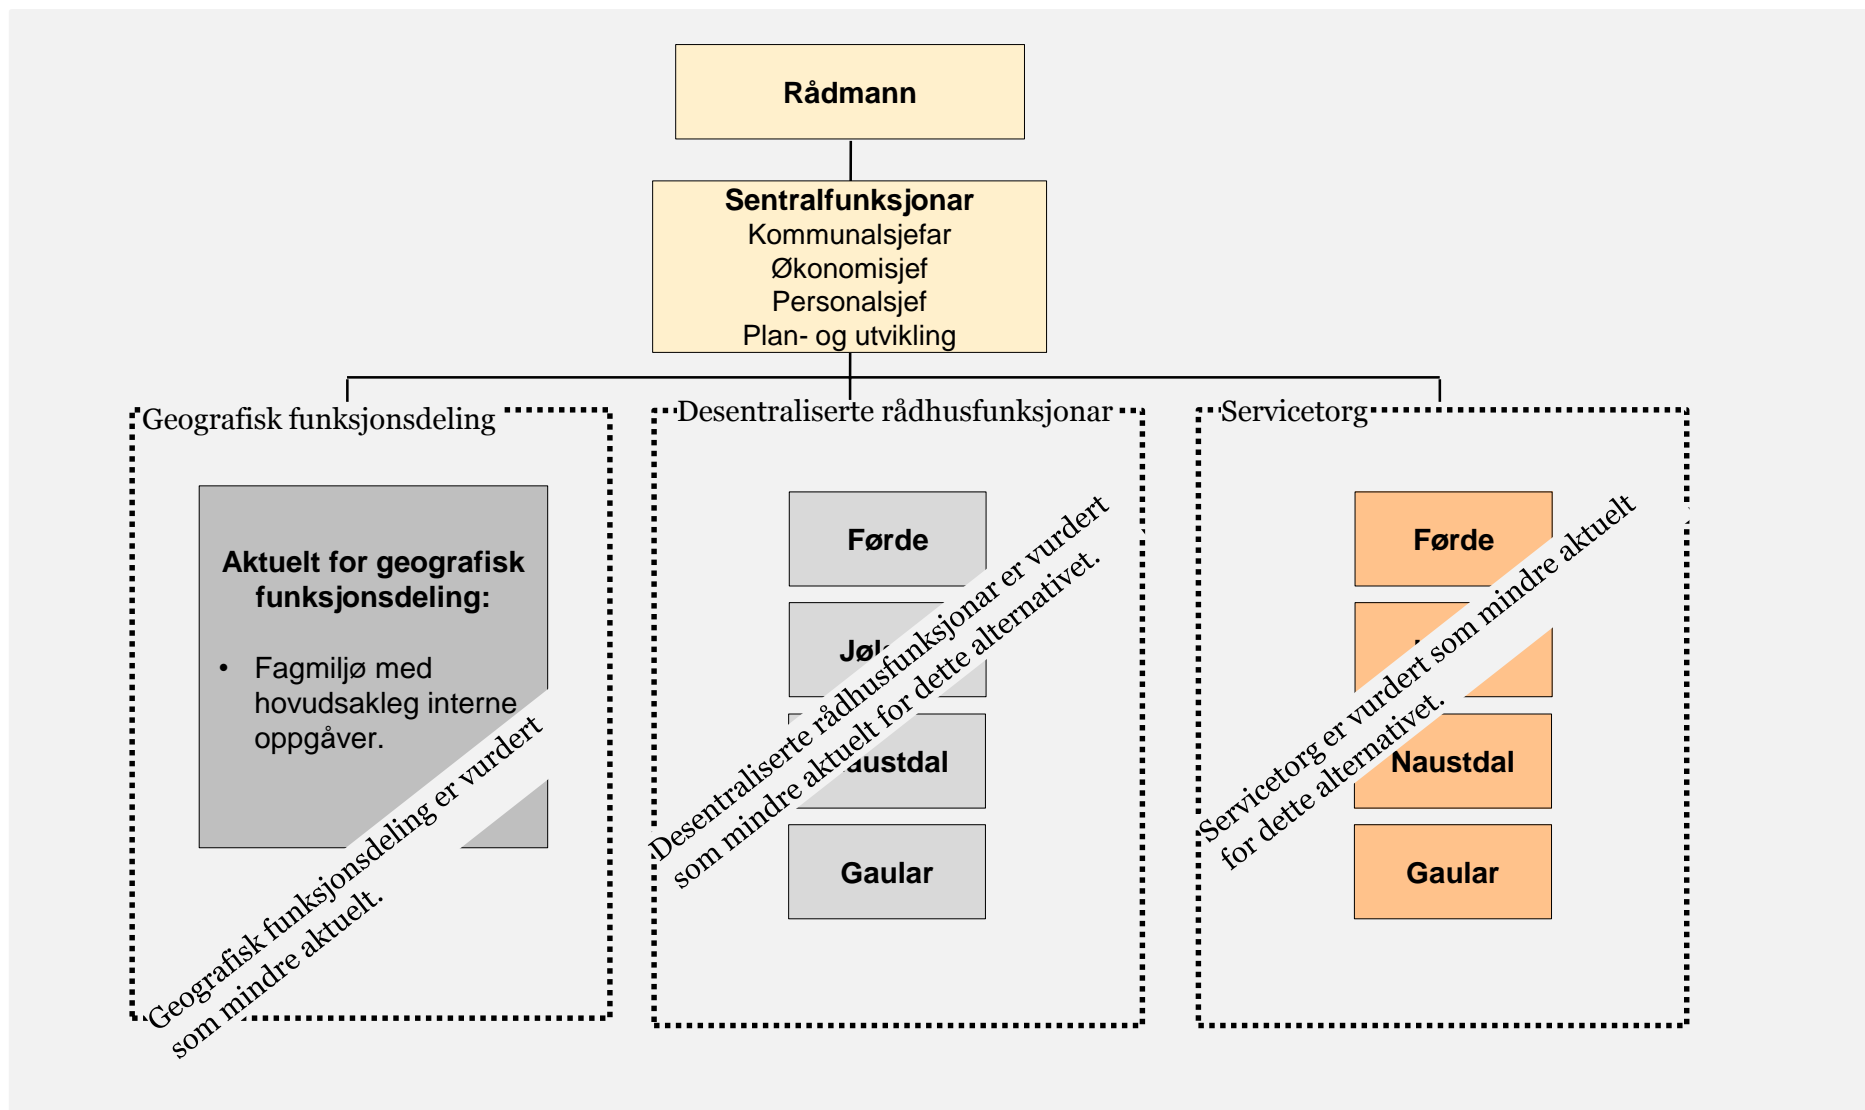 Rådmann
Sentralfunksjonar
Kommunalsjefar
Økonomisjef
Personalsjef
Plan- og utvikling
Geografisk funksjonsdeling
Aktuelt for geografisk
funksjonsdeling:
• Fagmiljø med
hovudsakleg interne
oppgåver.
Geografisk funksjonsdeling er vurdert
som mindre aktuelt.
Desentraliserte rådhusfunksjonar
Førde
Naustdal
Gaular
Desentraliserte rådhusfunksjonar er vurdert
som mindre aktuelt for dette alternativet.
Servicetorg
Førde
Naustdal
Gaular
Servicetorg er vurdert som mindre aktuelt
for dette alternativet.